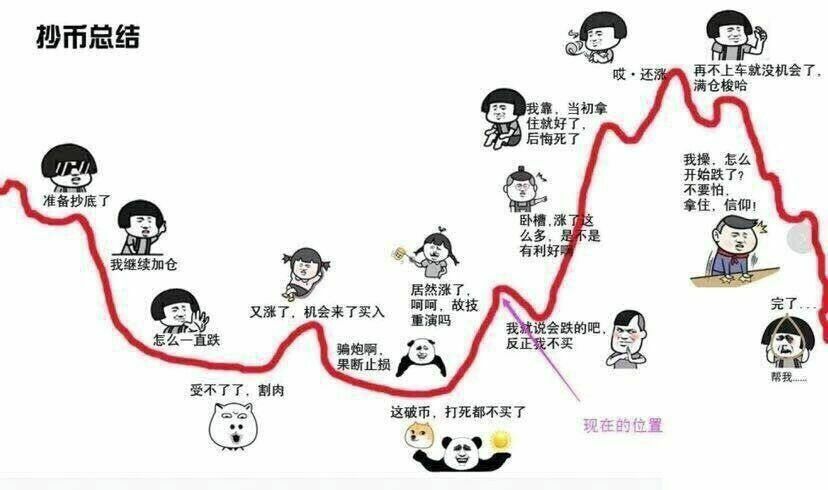 抄币总结
准备抄底了
我继续加仓
怎么一直跌
受不了了，割肉
又涨了，机会来了买入
骗炮啊，
果断止损
这破币，打死都不买了
居然涨了，
呵呵，故技
重演吗
我就说会跌的吧，
反正我不买
现在的位置
卧槽,涨了这
么多，是不是
有利好啊
我靠，当初拿
住就好了，
后悔死了
哎·还涨
再不上车就没机会了，
满仓梭哈
我操，怎么
开始跌了？
不要怕，
拿住，信仰！
完了...
帮我......